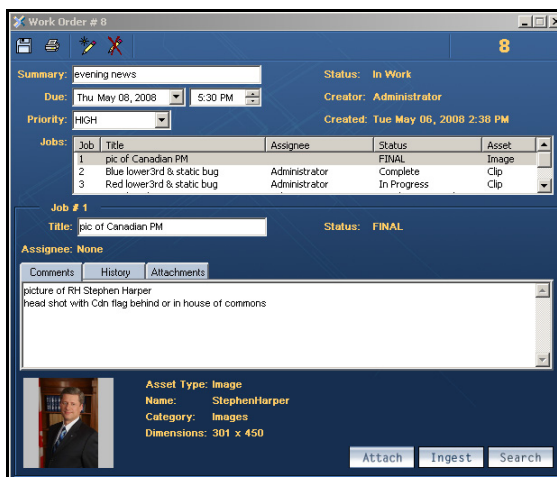 Work Order # 8
8
Summary: evening news
Status: In Work
Due: Thu May 08, 2008 5:30 PM
Creator: Administrator
Priority: HIGH
Created: Tue May 06, 2008 2:38 PM
Jobs:
Job Title Assignee Status Asset
1 pic of Canadian PM FINAL Image
2 Blue lower3rd & static bug Administrator Complete Clip
3 Red lower3rd & static bug Administrator In Progress Clip
Job # 1
Title: pic of Canadian PM
Status: FINAL
Assignee: None
Comments History Attachments
picture of RH Stephen Harper
head shot with Cdn flag behind or in house of commons
Asset Type: Image
Name: StephenHarper
Category: Images
Dimensions: 301 x 450
Attach Ingest Search